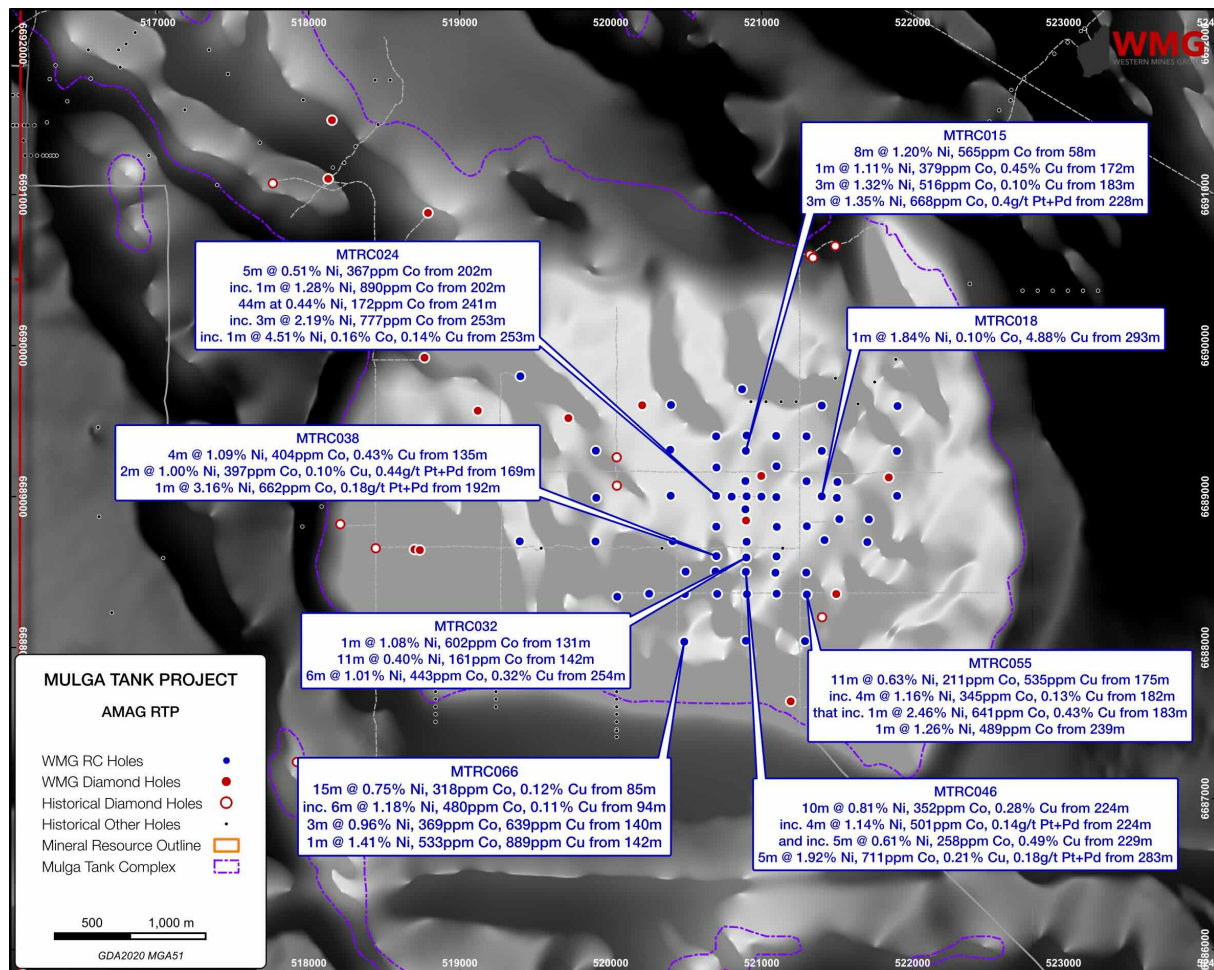 517000
518000
519000
520000
521000
522000
523000
6692000
WMG
WESTERN MINES GROUP
MTRC015
8m @ 1.20% Ni, 565ppm Co from 58m
1m @ 1.11% Ni, 379ppm Co, 0.45% Cu from 172m
3m @ 1.32% Ni, 516ppm Co, 0.10% Cu from 183m
3m @ 1.35% Ni, 668ppm Co, 0.4g/t Pt+Pd from 228m
6691000
6691000
MTRC024
5m @ 0.51% Ni, 367ppm Co from 202m
inc. 1m @ 1.28% Ni, 890ppm Co from 202m
44m at 0.44% Ni, 172ppm Co from 241m
inc. 3m @ 2.19% Ni, 777ppm Co from 253m
inc. 1m @ 4.51% Ni, 0.16% Co, 0.14% Cu from 253m
MTRC018
1m @ 1.84% Ni, 0.10% Co, 4.88% Cu from 293m
6690000
6690000
MTRC038
4m @ 1.09% Ni, 404ppm Co, 0.43% Cu from 135m
2m @ 1.00% Ni, 397ppm Co, 0.10% Cu, 0.44g/t Pt+Pd from 169m
1m @ 3.16% Ni, 662ppm Co, 0.18g/t Pt+Pd from 192m
6689000
6689000
MTRC032
1m @ 1.08% Ni, 602ppm Co from 131m
11m @ 0.40% Ni, 161ppm Co from 142m
6m @ 1.01% Ni, 443ppm Co, 0.32% Cu from 254m
6688000
MTRC055
11m @ 0.63% Ni, 211ppm Co, 535ppm Cu from 175m
inc. 4m @ 1.16% Ni, 345ppm Co, 0.13% Cu from 182m
that inc. 1m @ 2.46% Ni, 641ppm Co, 0.43% Cu from 183m
1m @ 1.26% Ni, 489ppm Co from 239m
MTRC066
15m @ 0.75% Ni, 318ppm Co, 0.12% Cu from 85m
inc. 6m @ 1.18% Ni, 480ppm Co, 0.11% Cu from 94m
3m @ 0.96% Ni, 369ppm Co, 639ppm Cu from 140m
1m @ 1.41% Ni, 533ppm Co, 889ppm Cu from 142m
MTRC046
10m @ 0.81% Ni, 352ppm Co, 0.28% Cu from 224m
inc. 4m @ 1.14% Ni, 501ppm Co, 0.14g/t Pt+Pd from 224m
and inc. 5m @ 0.61% Ni, 258ppm Co, 0.49% Cu from 229m
5m @ 1.92% Ni, 711ppm Co, 0.21% Cu, 0.18g/t Pt+Pd from 283m
6687000
MULGA TANK PROJECT
AMAG RTP
WMG RC Holes
WMG Diamond Holes
Historical Diamond Holes
Historical Other Holes
Mineral Resource Outline
Mulga Tank Complex
500
1,000 m
GDA2020 MGA51
6686000
518000
519000
520000
521000
522000
523000